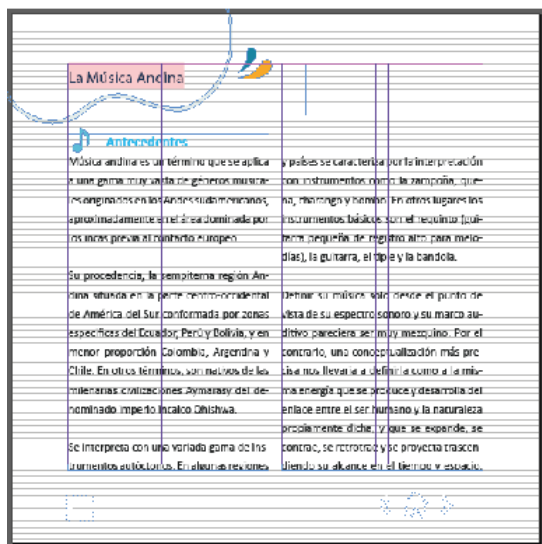 La Música Andina
Antecedentes
Música andina es un término que se aplica
a una gama muy vasta de géneros musica-
les originados en los Andes sudamericanos,
aproximadamente en el área dominada por
los incas previa al contacto europeo.
Su procedencia, la sempiterna región An-
dina situada en la parte centro-occidental
de América del Sur conformada por zonas
especificas del Ecuador, Perú y Bolivia, y en
menor proporción Colombia, Argentina y
Chile. En otros términos, son nativos de las
milenarias civilizaciones Aymaras y del de-
nominado imperio Incaico Qhishwa.
Se interpreta con una variada gama de ins-
trumentos autóctonos. En algunas regiones
y países se caracteriza por la interpretación
con instrumentos como la zampoña, que-
na, charango y bombo. En otros lugares los
instrumentos básicos son el requinto (gui-
tarra pequeña de registro alto para melo-
días), la guitarra, el tiple y la bandola.
Definir su música solo desde el punto de
vista de su espectro sonoro y su marco au-
ditivo pareciera ser muy mezquino. Por el
contrario, una conceptualización más pre-
cisa nos llevaria a definirla como a la mis-
ma energía que se produce y desarrolla del
enlace entre el ser humano y la naturaleza
propiamente dicha, y que se expande, se
contrae, se retrotrae y se proyecta trascen-
diendo su alcance en el tiempo y espacio.